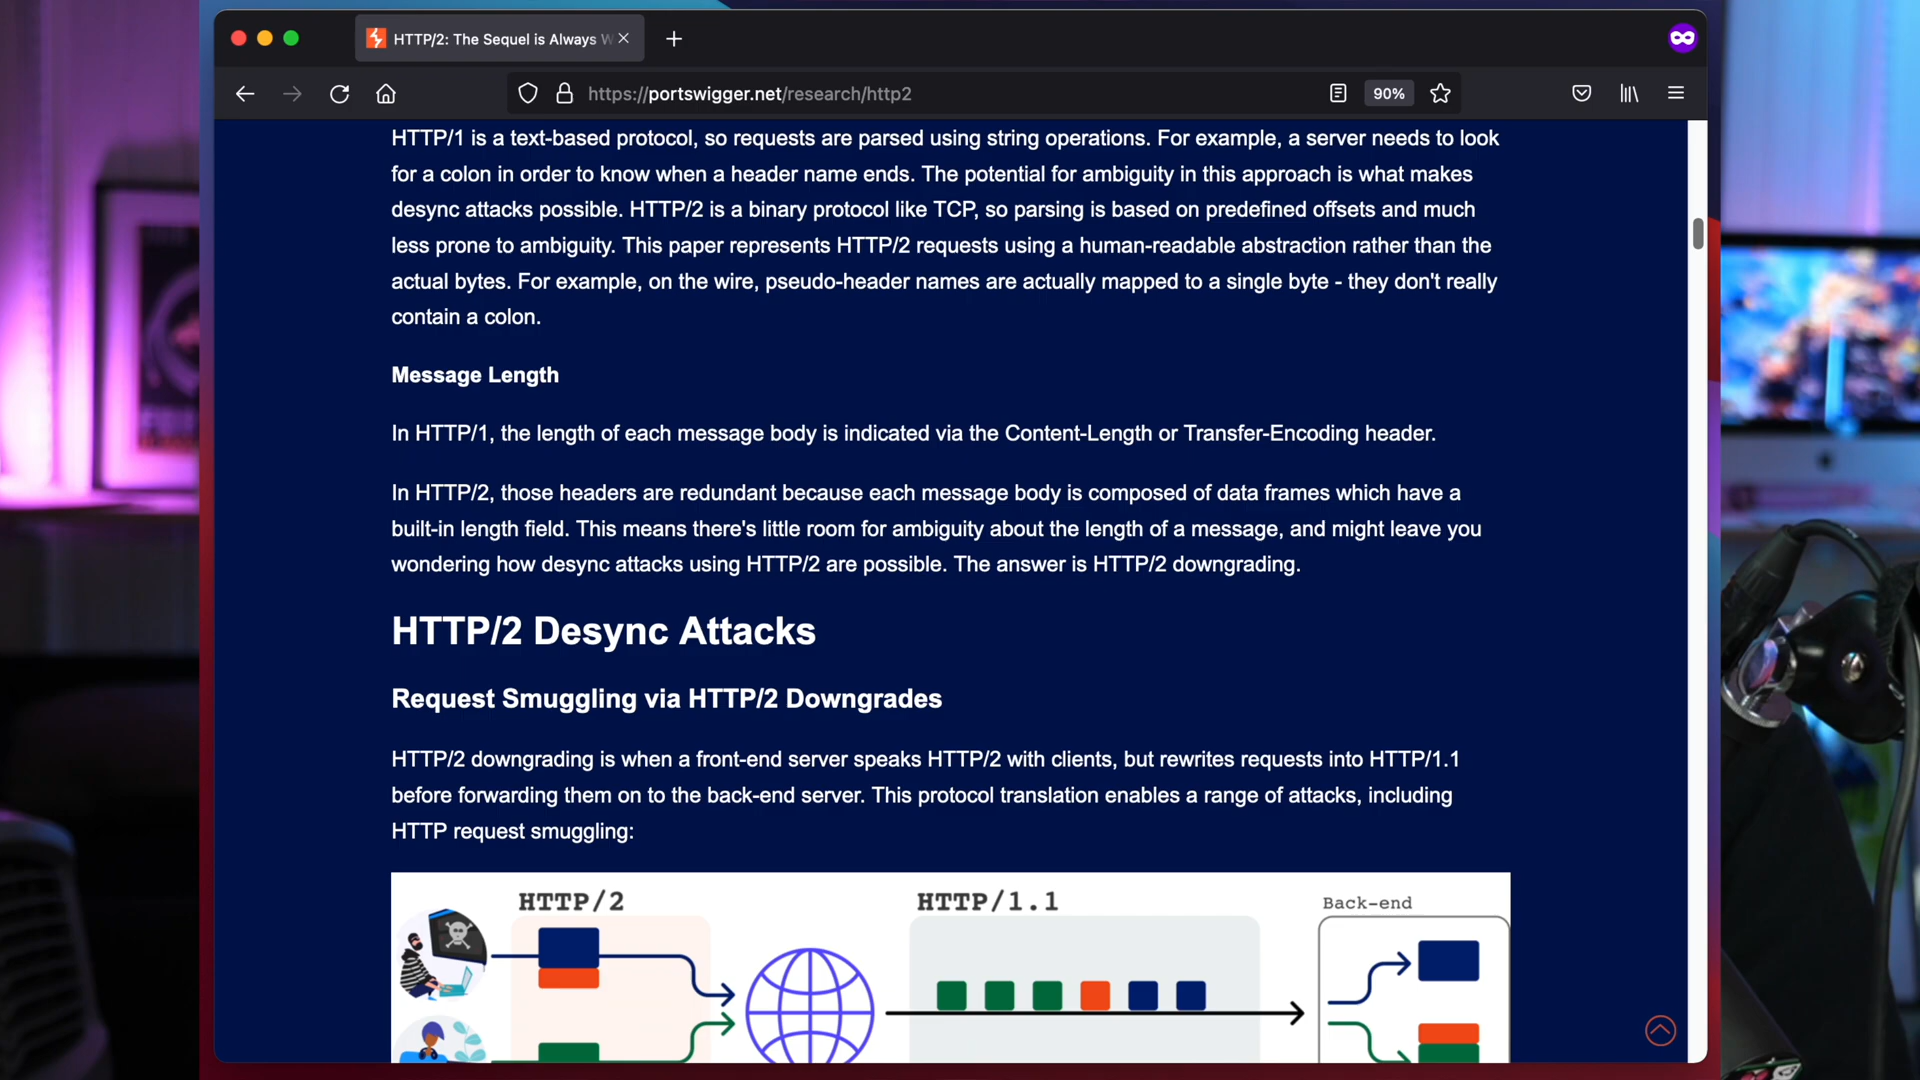 HTTP/2: The Sequel is Always W
https://portswigger.net/research/http2
90%
HTTP/1 is a text-based protocol, so requests are parsed using string operations. For example, a server needs to look
for a colon in order to know when a header name ends. The potential for ambiguity in this approach is what makes
desync attacks possible. HTTP/2 is a binary protocol like TCP, so parsing is based on predefined offsets and much
less prone to ambiguity. This paper represents HTTP/2 requests using a human-readable abstraction rather than the
actual bytes. For example, on the wire, pseudo-header names are actually mapped to a single byte - they don't really
contain a colon.
Message Length
In HTTP/1, the length of each message body is indicated via the Content-Length or Transfer-Encoding header.
In HTTP/2, those headers are redundant because each message body is composed of data frames which have a
built-in length field. This means there's little room for ambiguity about the length of a message, and might leave you
wondering how desync attacks using HTTP/2 are possible. The answer is HTTP/2 downgrading.
HTTP/2 Desync Attacks
Request Smuggling via HTTP/2 Downgrades
HTTP/2 downgrading is when a front-end server speaks HTTP/2 with clients, but rewrites requests into HTTP/1.1
before forwarding them on to the back-end server. This protocol translation enables a range of attacks, including
HTTP request smuggling:
HTTP/2
HTTP/1.1
Back-end